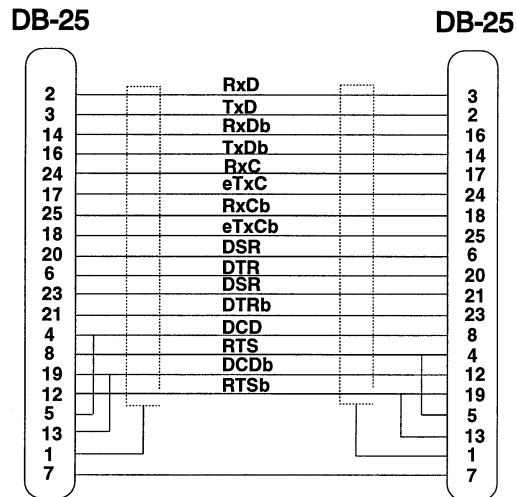 DB-25 DB-25
2 RxD 3
3 TxD 2
14 RxDb 16
16 TxDb 14
24 RxC 17
17 eTxC 24
25 RxCb 18
18 eTxCb 25
20 DSR 6
6 DTR 20
23 DSR 21
21 DTRb 23
4 DCD 8
8 RTS 4
19 DCDb 12
12 RTSb 19
5 5
13 13
1 1
7 7